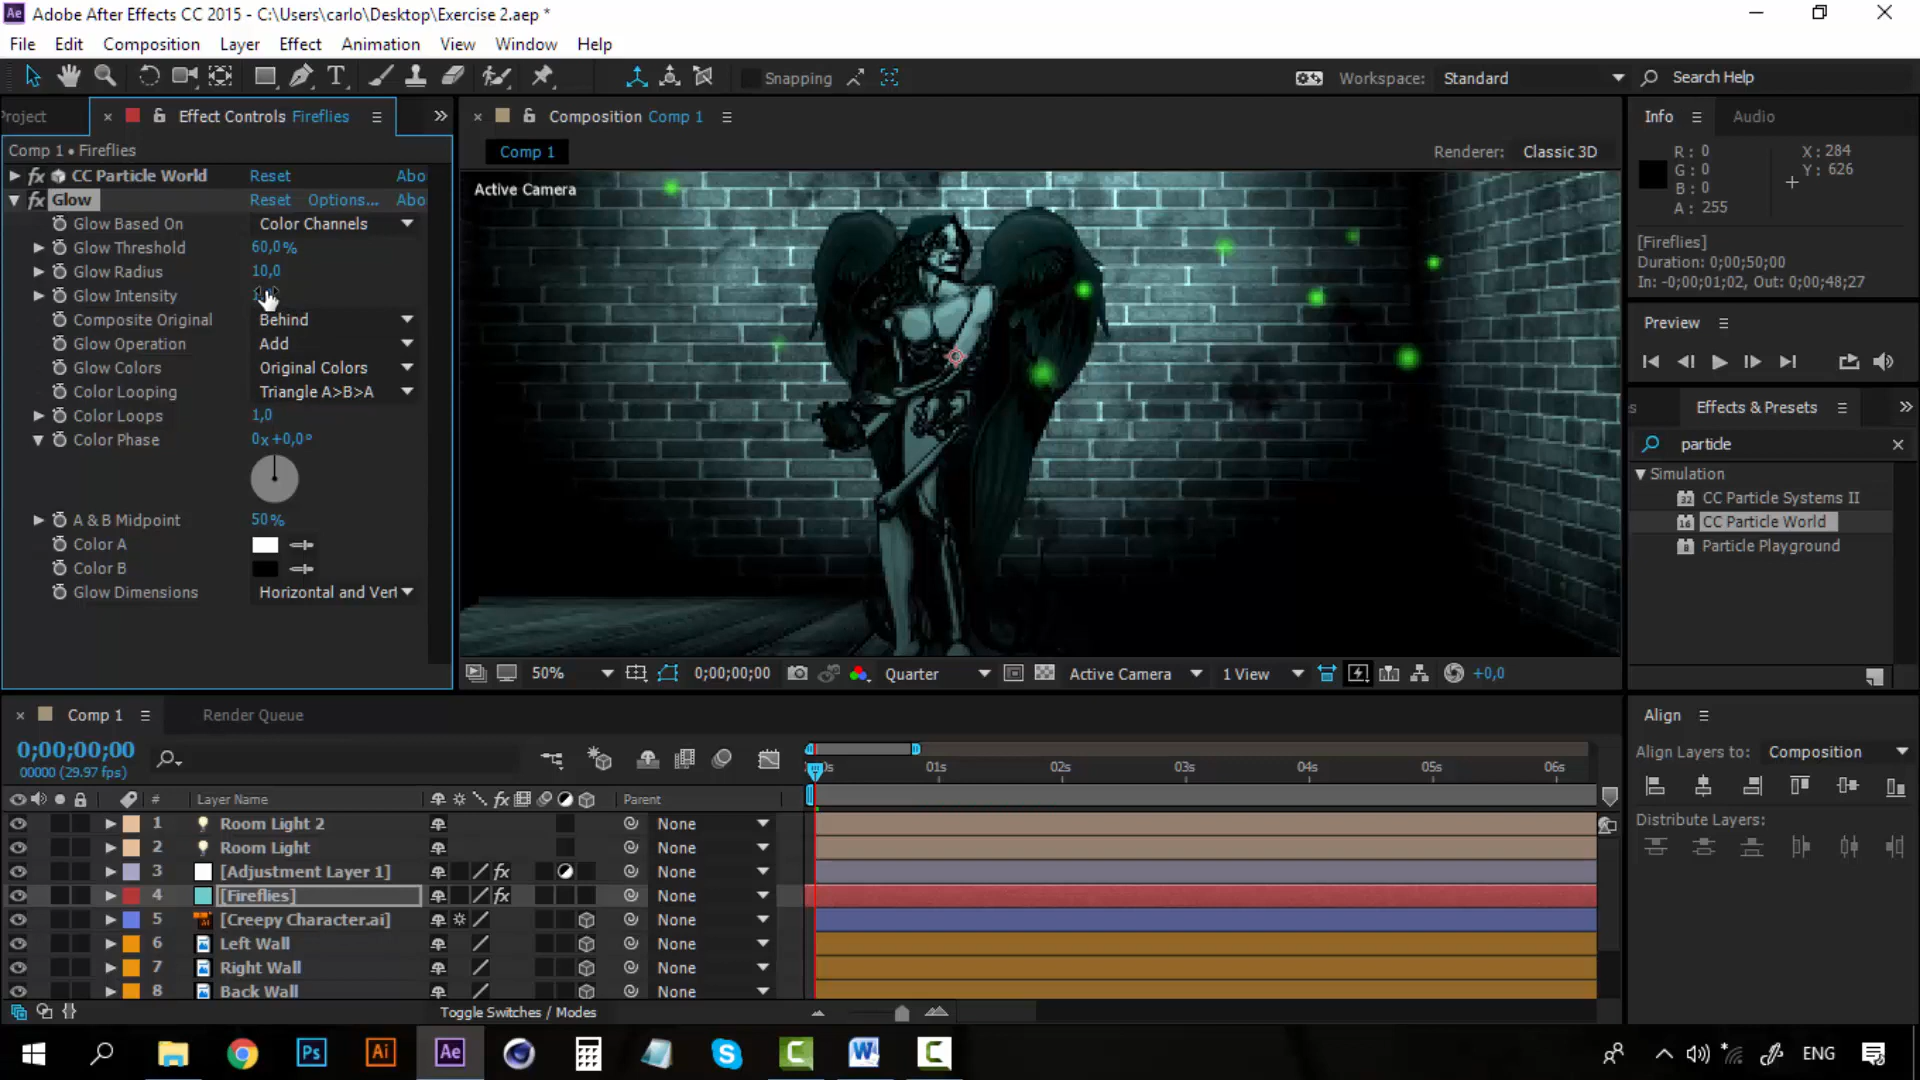 Adobe After Effects CC 2015 - C:\Users\carlo\Desktop\Exercise 2.aep *
File Edit Composition Layer Effect Animation View Window Help
Snapping
Workspace: Standard
Search Help
Project
Effect Controls Fireflies
Comp 1 • Fireflies
CC Particle World Reset Abo
Glow Reset Options... Abo
Glow Based On Color Channels
Glow Threshold 60,0%
Glow Radius 10,0
Glow Intensity
Composite Original Behind
Glow Operation Add
Glow Colors Original Colors
Color Looping Triangle A>B>A
Color Loops 1,0
Color Phase 0x+0,0°
A & B Midpoint 50%
Color A
Color B
Glow Dimensions Horizontal and Vert
Composition Comp 1
Comp 1
Renderer: Classic 3D
Active Camera
50% 0;00;00;00 Quarter Active Camera 1 View +0,0
Info Audio
R: 0 X: 284
G: 0 Y: 626
B: 0
A: 255
[Fireflies]
Duration: 0;00;50;00
In: -0;00;01;02, Out: 0;00;48;27
Preview
s Effects & Presets
particle
Simulation
32 CC Particle Systems II
16 CC Particle World
8 Particle Playground
Align
Align Layers to: Composition
Distribute Layers:
Comp 1 Render Queue
0;00;00;00
00000 (29.97 fps)
0s 01s 02s 03s 04s 05s 06s
# Layer Name fx Parent
1 Room Light 2 None
2 Room Light None
3 [Adjustment Layer 1] fx None
4 [Fireflies] fx None
5 [Creepy Character.ai] None
6 Left Wall None
7 Right Wall None
8 Back Wall None
Toggle Switches / Modes
Ps Ai Ae ENG